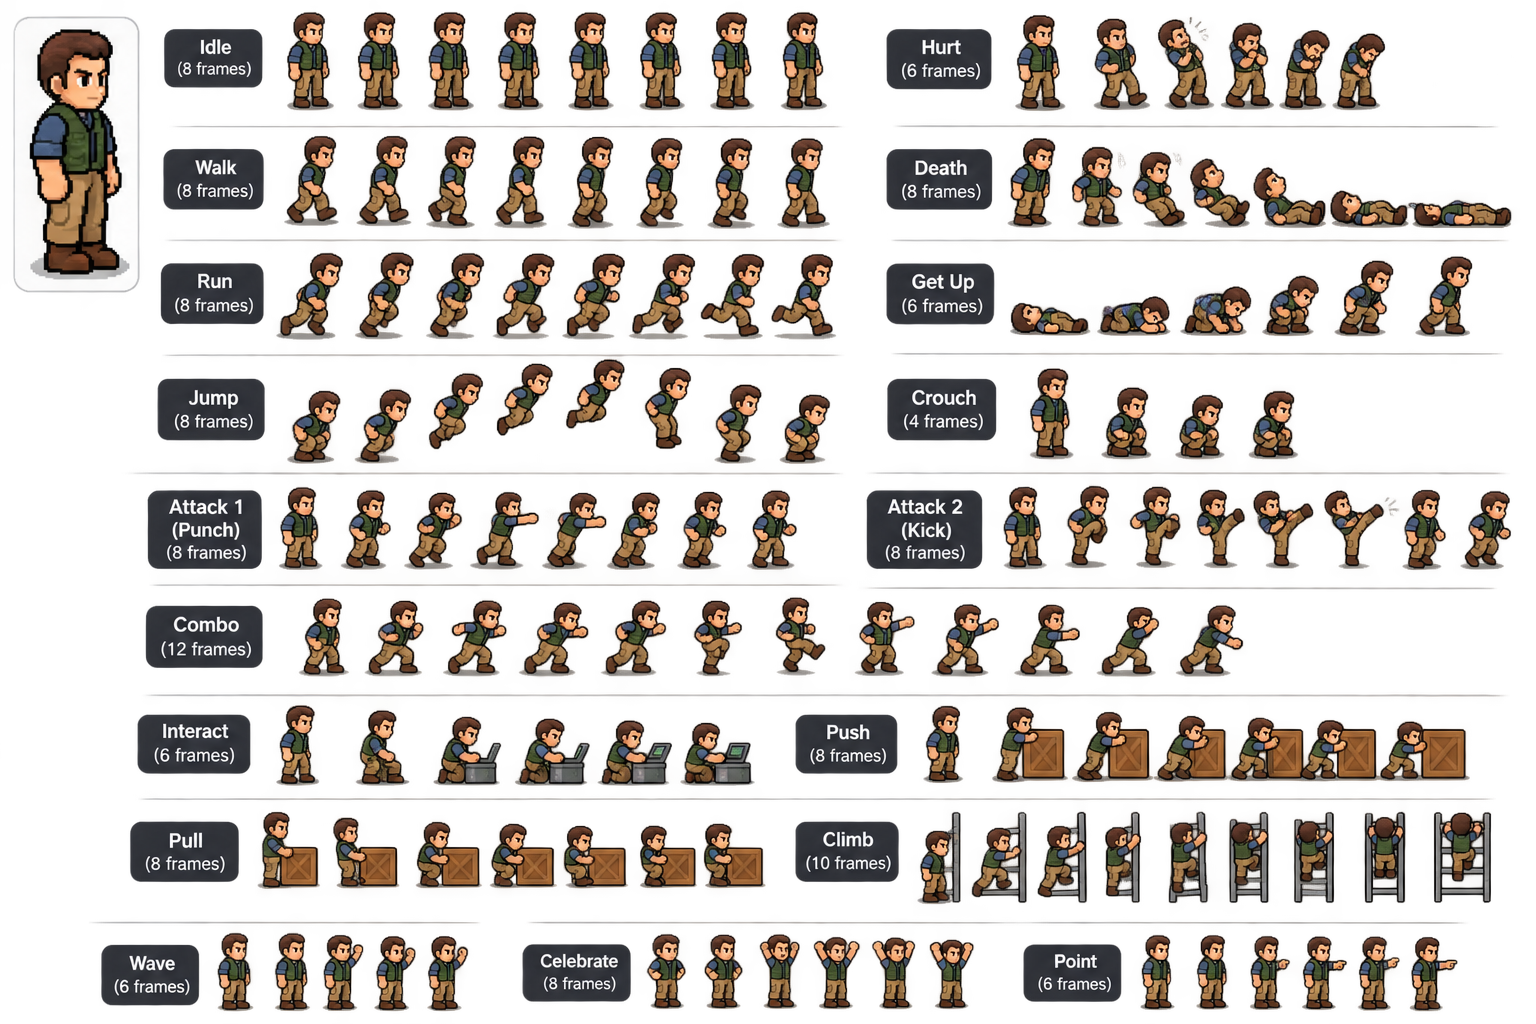 Idle
(8 frames)
Hurt
(6 frames)
Walk
(8 frames)
Death
(8 frames)
Run
(8 frames)
Get Up
(6 frames)
Jump
(8 frames)
Crouch
(4 frames)
Attack 1
(Punch)
(8 frames)
Attack 2
(Kick)
(8 frames)
Combo
(12 frames)
Interact
(6 frames)
Push
(8 frames)
Pull
(8 frames)
Climb
(10 frames)
Wave
(6 frames)
Celebrate
(8 frames)
Point
(6 frames)